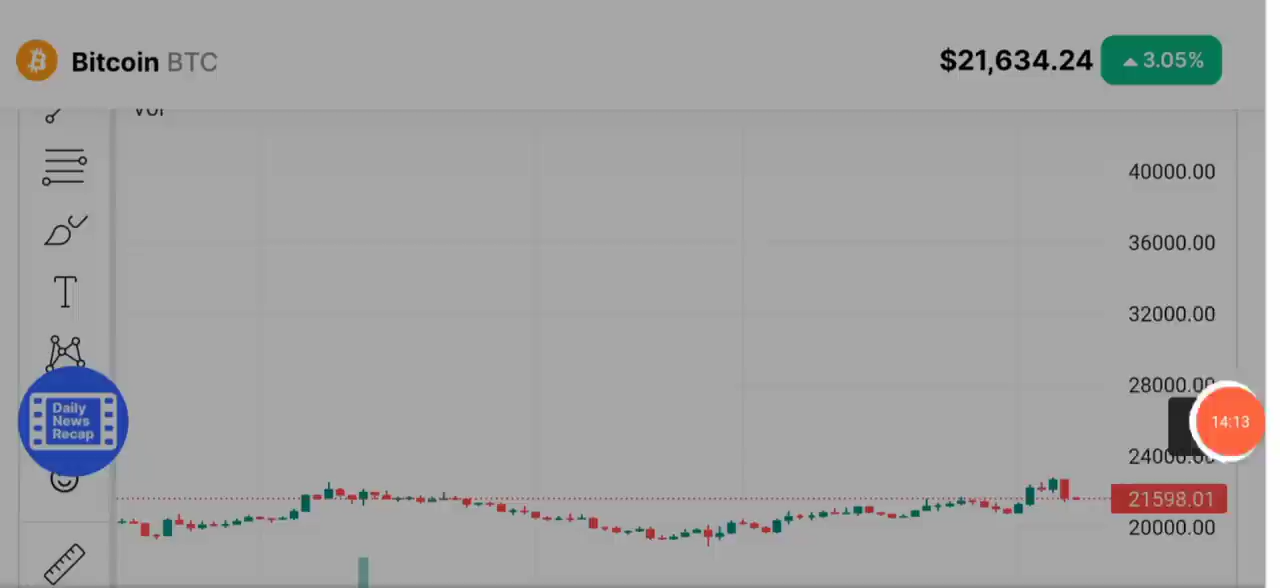 Bitcoin BTC
$21,634.24
3.05%
Vol
40000.00
36000.00
T
32000.00
28000.00
Daily
News
Recap
14:13
24000.00
21598.01
20000.00